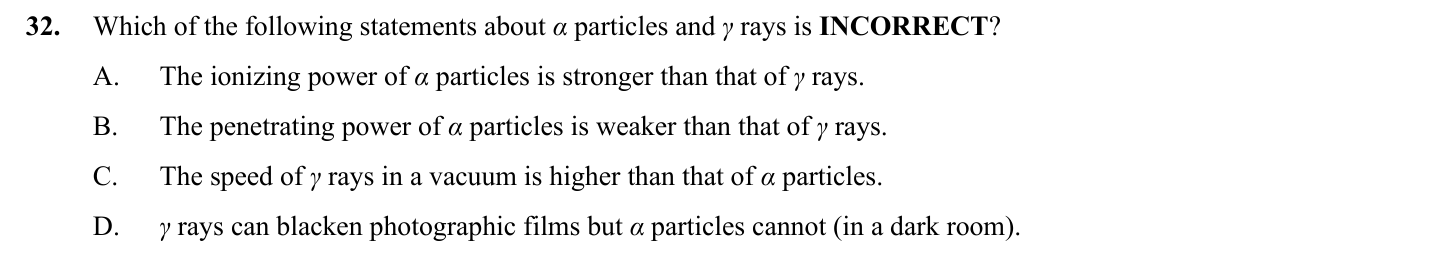 32. Which of the following statements about α particles and γ rays is INCORRECT?
A. The ionizing power of α particles is stronger than that of γ rays.
B. The penetrating power of α particles is weaker than that of γ rays.
C. The speed of γ rays in a vacuum is higher than that of α particles.
D. γ rays can blacken photographic films but α particles cannot (in a dark room).